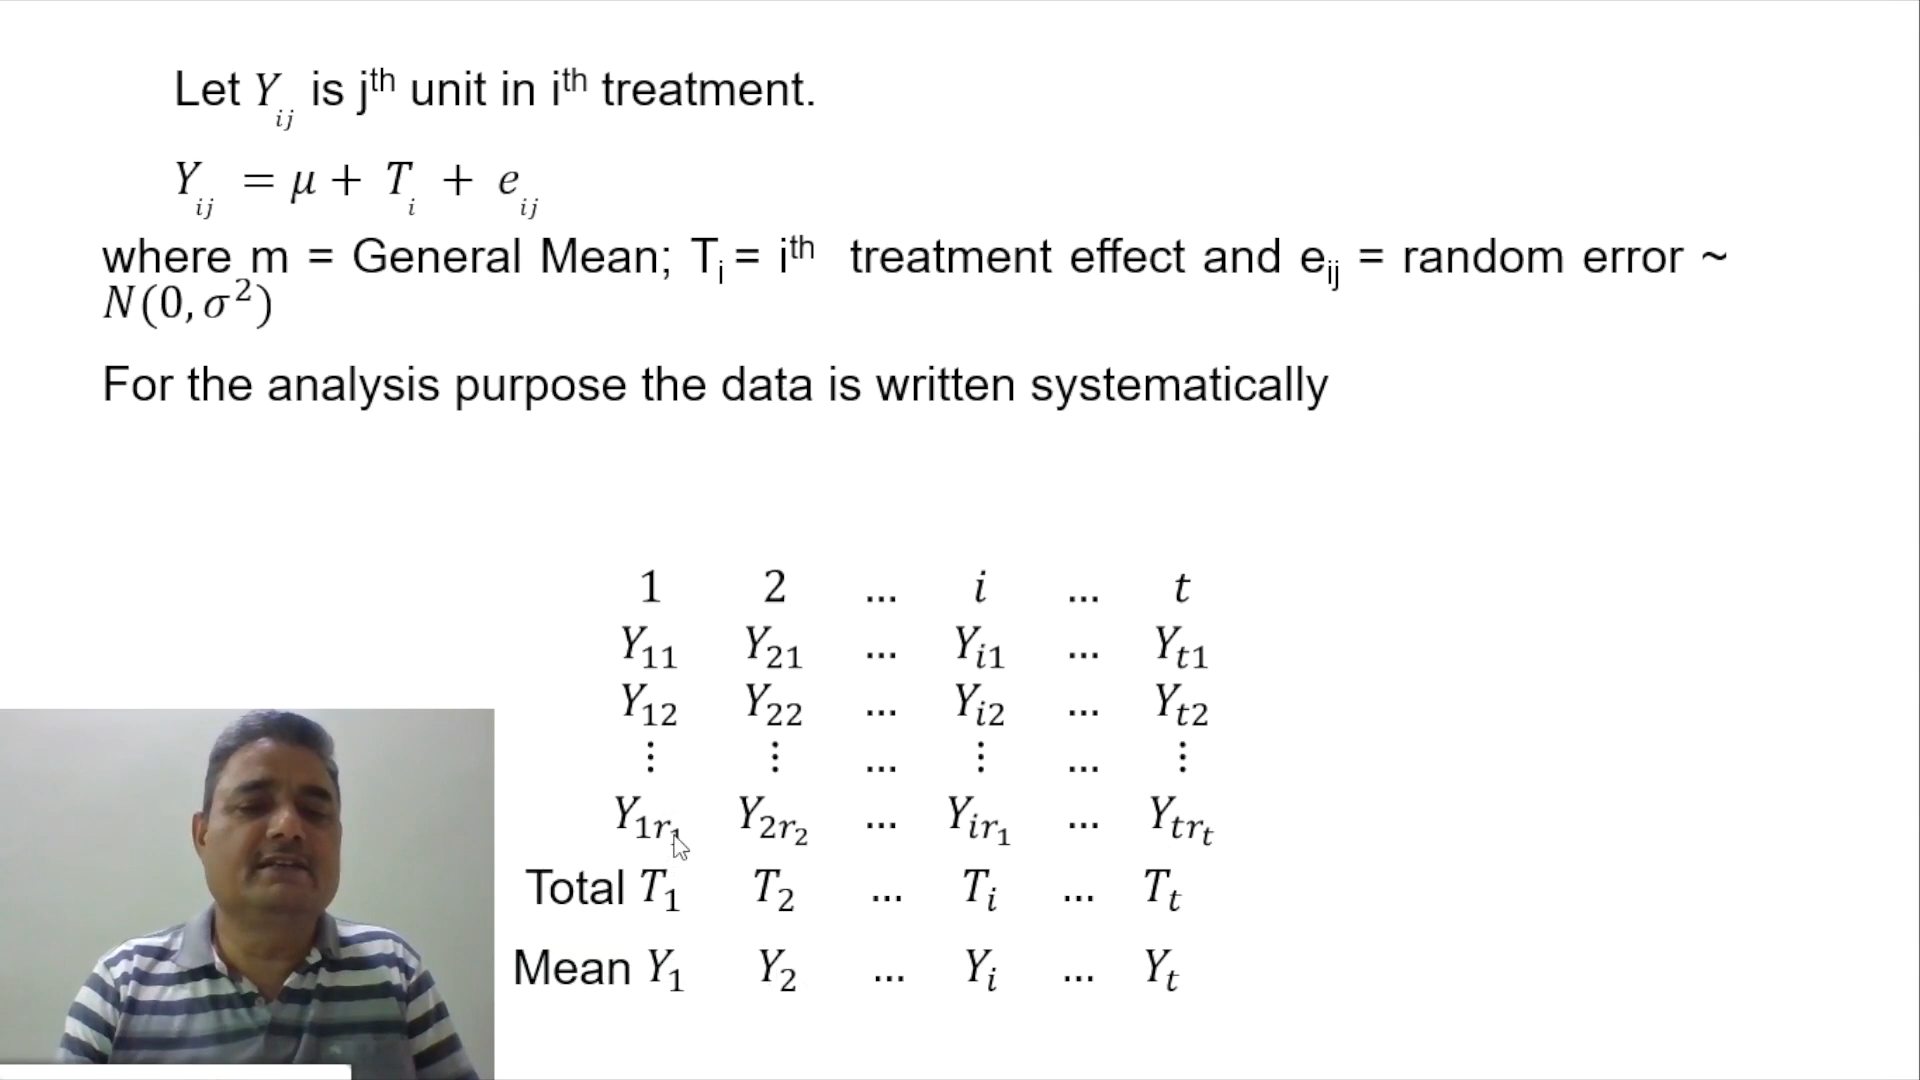 Let Y_ij is j^th unit in i^th treatment.
Y_ij = μ + T_i + e_ij
where m = General Mean; T_i = i^th treatment effect and e_ij = random error ~
N(0, σ²)
For the analysis purpose the data is written systematically
1 2 ... i ... t
Y_11 Y_21 ... Y_i1 ... Y_t1
Y_12 Y_22 ... Y_i2 ... Y_t2
⋮ ⋮ ... ⋮ ... ⋮
Y_1r_1 Y_2r_2 ... Y_ir_1 ... Y_tr_t
Total T_1 T_2 ... T_i ... T_t
Mean Y_1 Y_2 ... Y_i ... Y_t